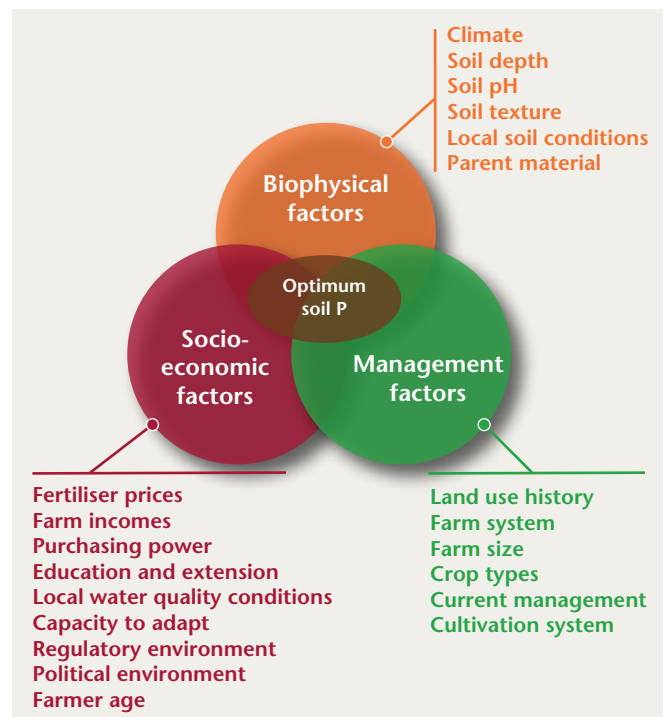 Climate
Soil depth
Soil pH
Soil texture
Local soil conditions
Parent material
Biophysical
factors
Optimum
soil P
Socio-
economic
factors
Management
factors
Fertiliser prices
Farm incomes
Purchasing power
Education and extension
Local water quality conditions
Capacity to adapt
Regulatory environment
Political environment
Farmer age
Land use history
Farm system
Farm size
Crop types
Current management
Cultivation system